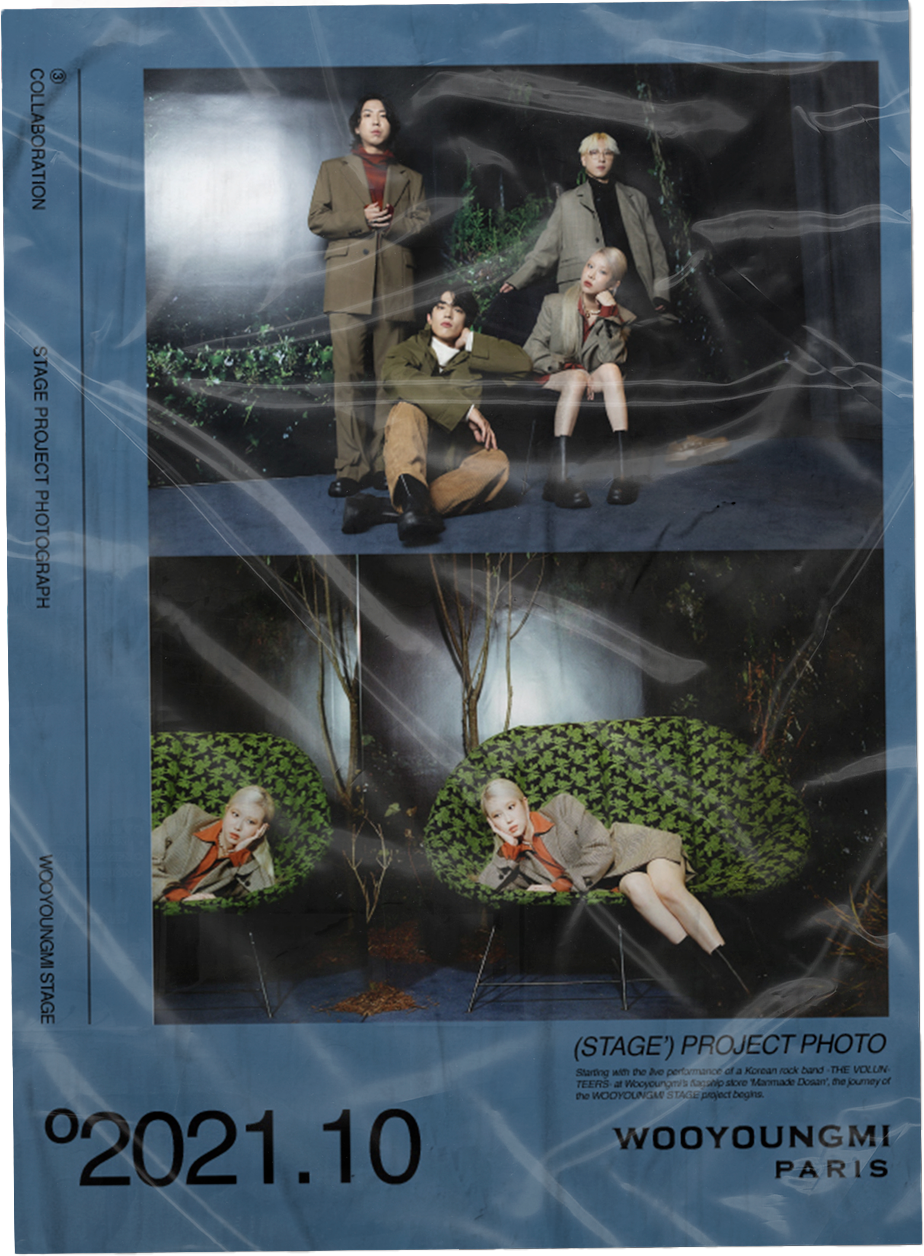 ③
COLLABORATION
STAGE PROJECT PHOTOGRAPH
WOOYOUNGMI STAGE
(STAGE’) PROJECT PHOTO
Starting with the live performance of a Korean rock band -THE VOLUN-
TEERS- at Wooyoungmi's flagship store ‘Manmade Dosan’, the journey of
the WOOYOUNGMI STAGE project begins.
º2021.10
WOOYOUNGMI
PARIS